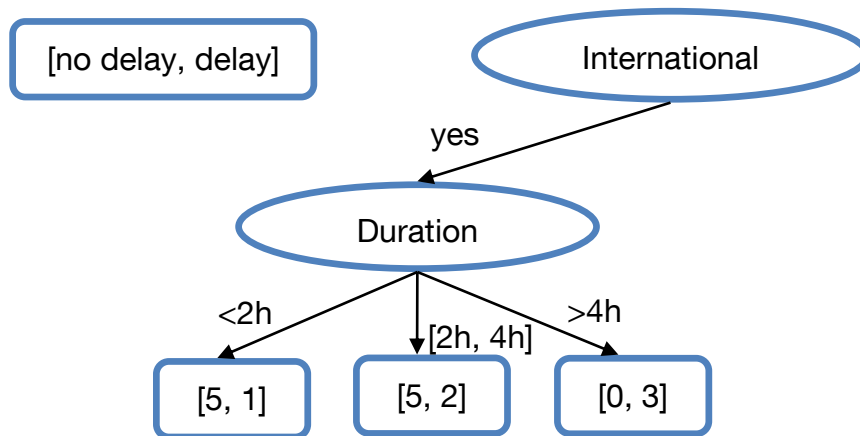 [no delay, delay]
International
yes
Duration
<2h
[2h, 4h]
>4h
[5, 1]
[5, 2]
[0, 3]